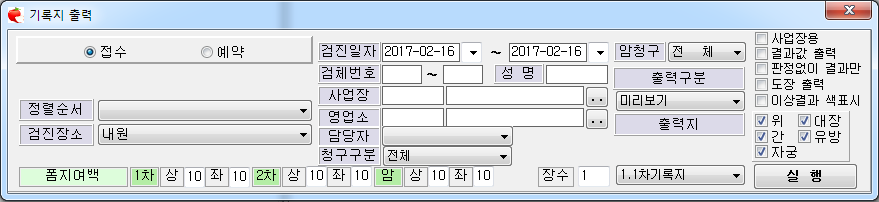 기록지 출력
접수 예약
정렬순서
검진장소 내원
검진일자 2017-02-16 ~ 2017-02-16
검체번호 ~ 성 명
사업장 ..
영업소 ..
담당자
청구구분 전체
암청구 전 체
출력구분
미리보기
출력지
사업장용
결과값 출력
판정없이 결과만
도장 출력
이상결과 색표시
위 대장
간 유방
자궁
폼지여백 1차 상 10 좌 10 2차 상 10 좌 10 암 상 10 좌 10 장수 1 1.1차기록지 실 행